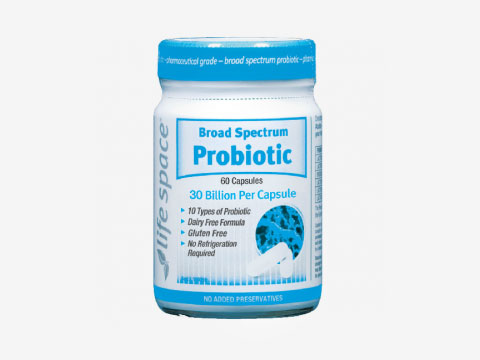 pharmaceutical grade – broad spectrum probiotic – pharma
life space
Broad Spectrum
Probiotic
60 Capsules
30 Billion Per Capsule
10 Types of Probiotic
Dairy Free Formula
Gluten Free
No Refrigeration
Required
NO ADDED PRESERVATIVES